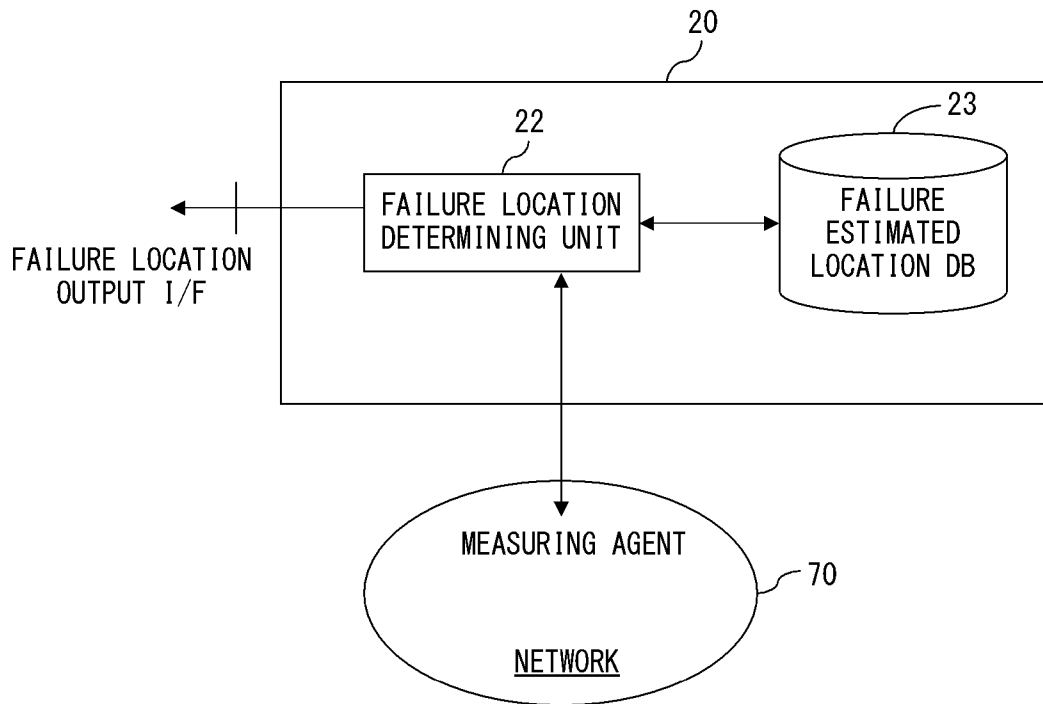 20
22
23
FAILURE LOCATION
DETERMINING UNIT
FAILURE
ESTIMATED
LOCATION DB
FAILURE LOCATION
OUTPUT I/F
MEASURING AGENT
70
NETWORK